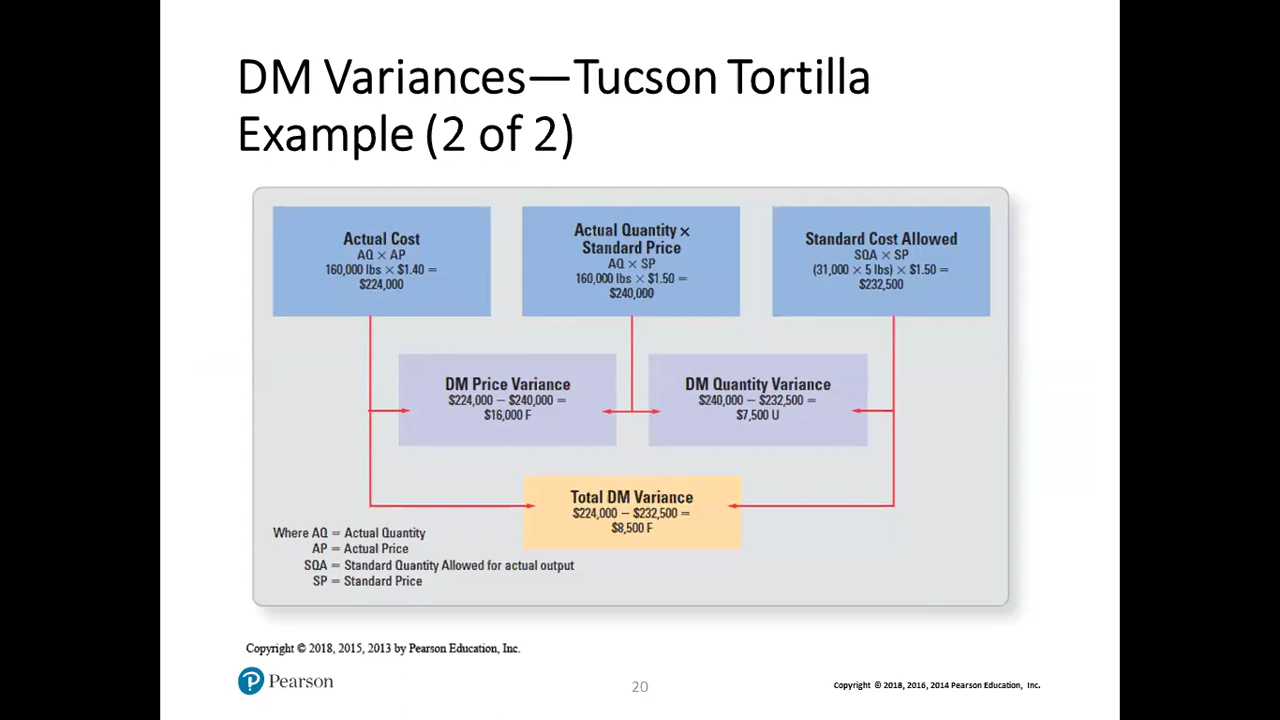 DM Variances—Tucson Tortilla
Example (2 of 2)
Actual Cost
AQ × AP
160,000 lbs × $1.40 =
$224,000
Actual Quantity ×
Standard Price
AQ × SP
160,000 lbs × $1.50 =
$240,000
Standard Cost Allowed
SQA × SP
(31,000 × 5 lbs) × $1.50 =
$232,500
DM Price Variance
$224,000 − $240,000 =
$16,000 F
DM Quantity Variance
$240,000 − $232,500 =
$7,500 U
Total DM Variance
$224,000 − $232,500 =
$8,500 F
Where AQ = Actual Quantity
AP = Actual Price
SQA = Standard Quantity Allowed for actual output
SP = Standard Price
Copyright © 2018, 2015, 2013 by Pearson Education, Inc.
P Pearson
20
Copyright © 2018, 2016, 2014 Pearson Education, Inc.